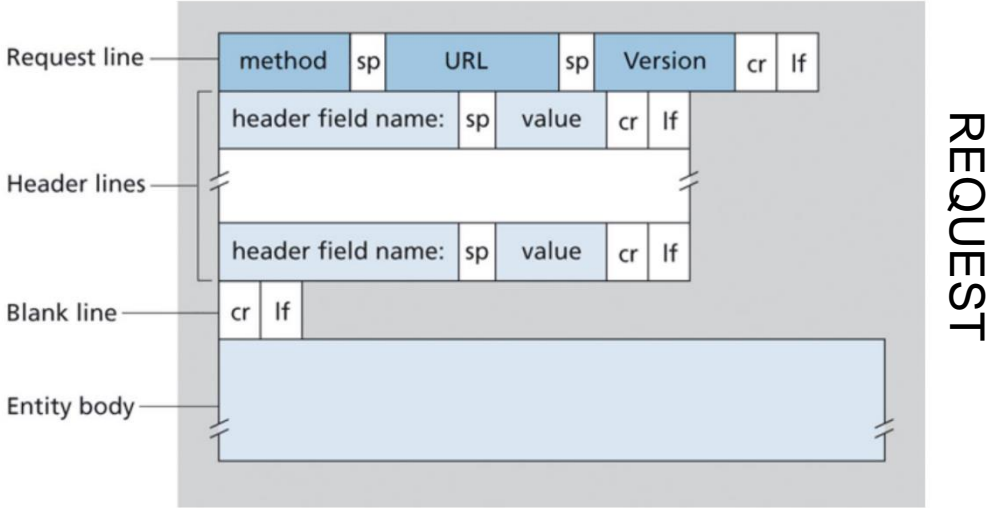 Request line
method sp URL sp Version cr lf
header field name: sp value cr lf
Header lines
header field name: sp value cr lf
Blank line
cr lf
Entity body
REQUEST